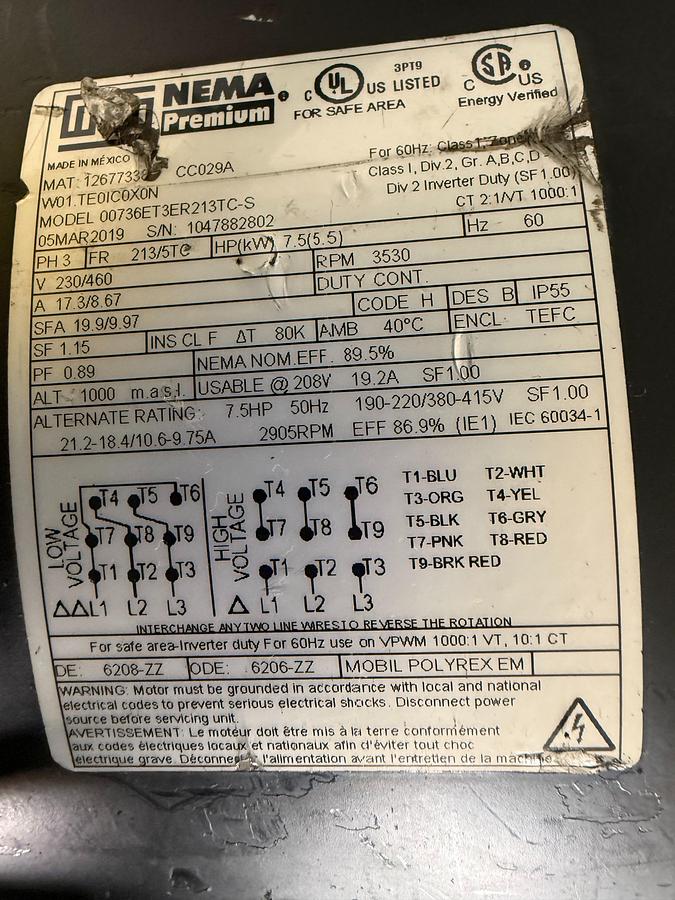 NEMA Premium
C UL US LISTED 3PT9
FOR SAFE AREA
C SA US
Energy Verified
MADE IN MÉXICO
MAT: 1267733 CC029A
For 60Hz: Class I, Zone
W01.TE0IC0X0N
Class I, Div.2, Gr. A,B,C,D
MODEL 00736ET3ER213TC-S
Div 2 Inverter Duty (SF1.00)
05MAR2019 S/N: 1047882802
CT 2:1/VT 1000:1
PH 3 FR 213/5TC HP(kW) 7.5(5.5) Hz 60
V 230/460 RPM 3530
A 17.3/8.67 DUTY CONT.
SFA 19.9/9.97 CODE H DES B IP55
SF 1.15 INS CL F ΔT 80K AMB 40°C ENCL TEFC
PF 0.89 NEMA NOM.EFF. 89.5%
ALT 1000 m.a.s.l. USABLE @ 208V 19.2A SF1.00
ALTERNATE RATING: 7.5HP 50Hz 190-220/380-415V SF1.00
21.2-18.4/10.6-9.75A 2905RPM EFF 86.9% (IE1) IEC 60034-1
LOW VOLTAGE
T4 T5 T6
T7 T8 T9
T1 T2 T3
ΔΔ L1 L2 L3
HIGH VOLTAGE
T4 T5 T6
T7 T8 T9
T1 T2 T3
Δ L1 L2 L3
T1-BLU T2-WHT
T3-ORG T4-YEL
T5-BLK T6-GRY
T7-PNK T8-RED
T9-BRK RED
INTERCHANGE ANY TWO LINE WIRES TO REVERSE THE ROTATION
For safe area-Inverter duty For 60Hz use on VPWM 1000:1 VT, 10:1 CT
DE: 6208-ZZ ODE: 6206-ZZ MOBIL POLYREX EM
WARNING: Motor must be grounded in accordance with local and national
electrical codes to prevent serious electrical shocks. Disconnect power
source before servicing unit.
AVERTISSEMENT: Le moteur doit être mis à la terre conformément
aux codes électriques locaux et nationaux afin d'éviter tout choc
électrique grave. l'alimentation avant l'entretien de la machine